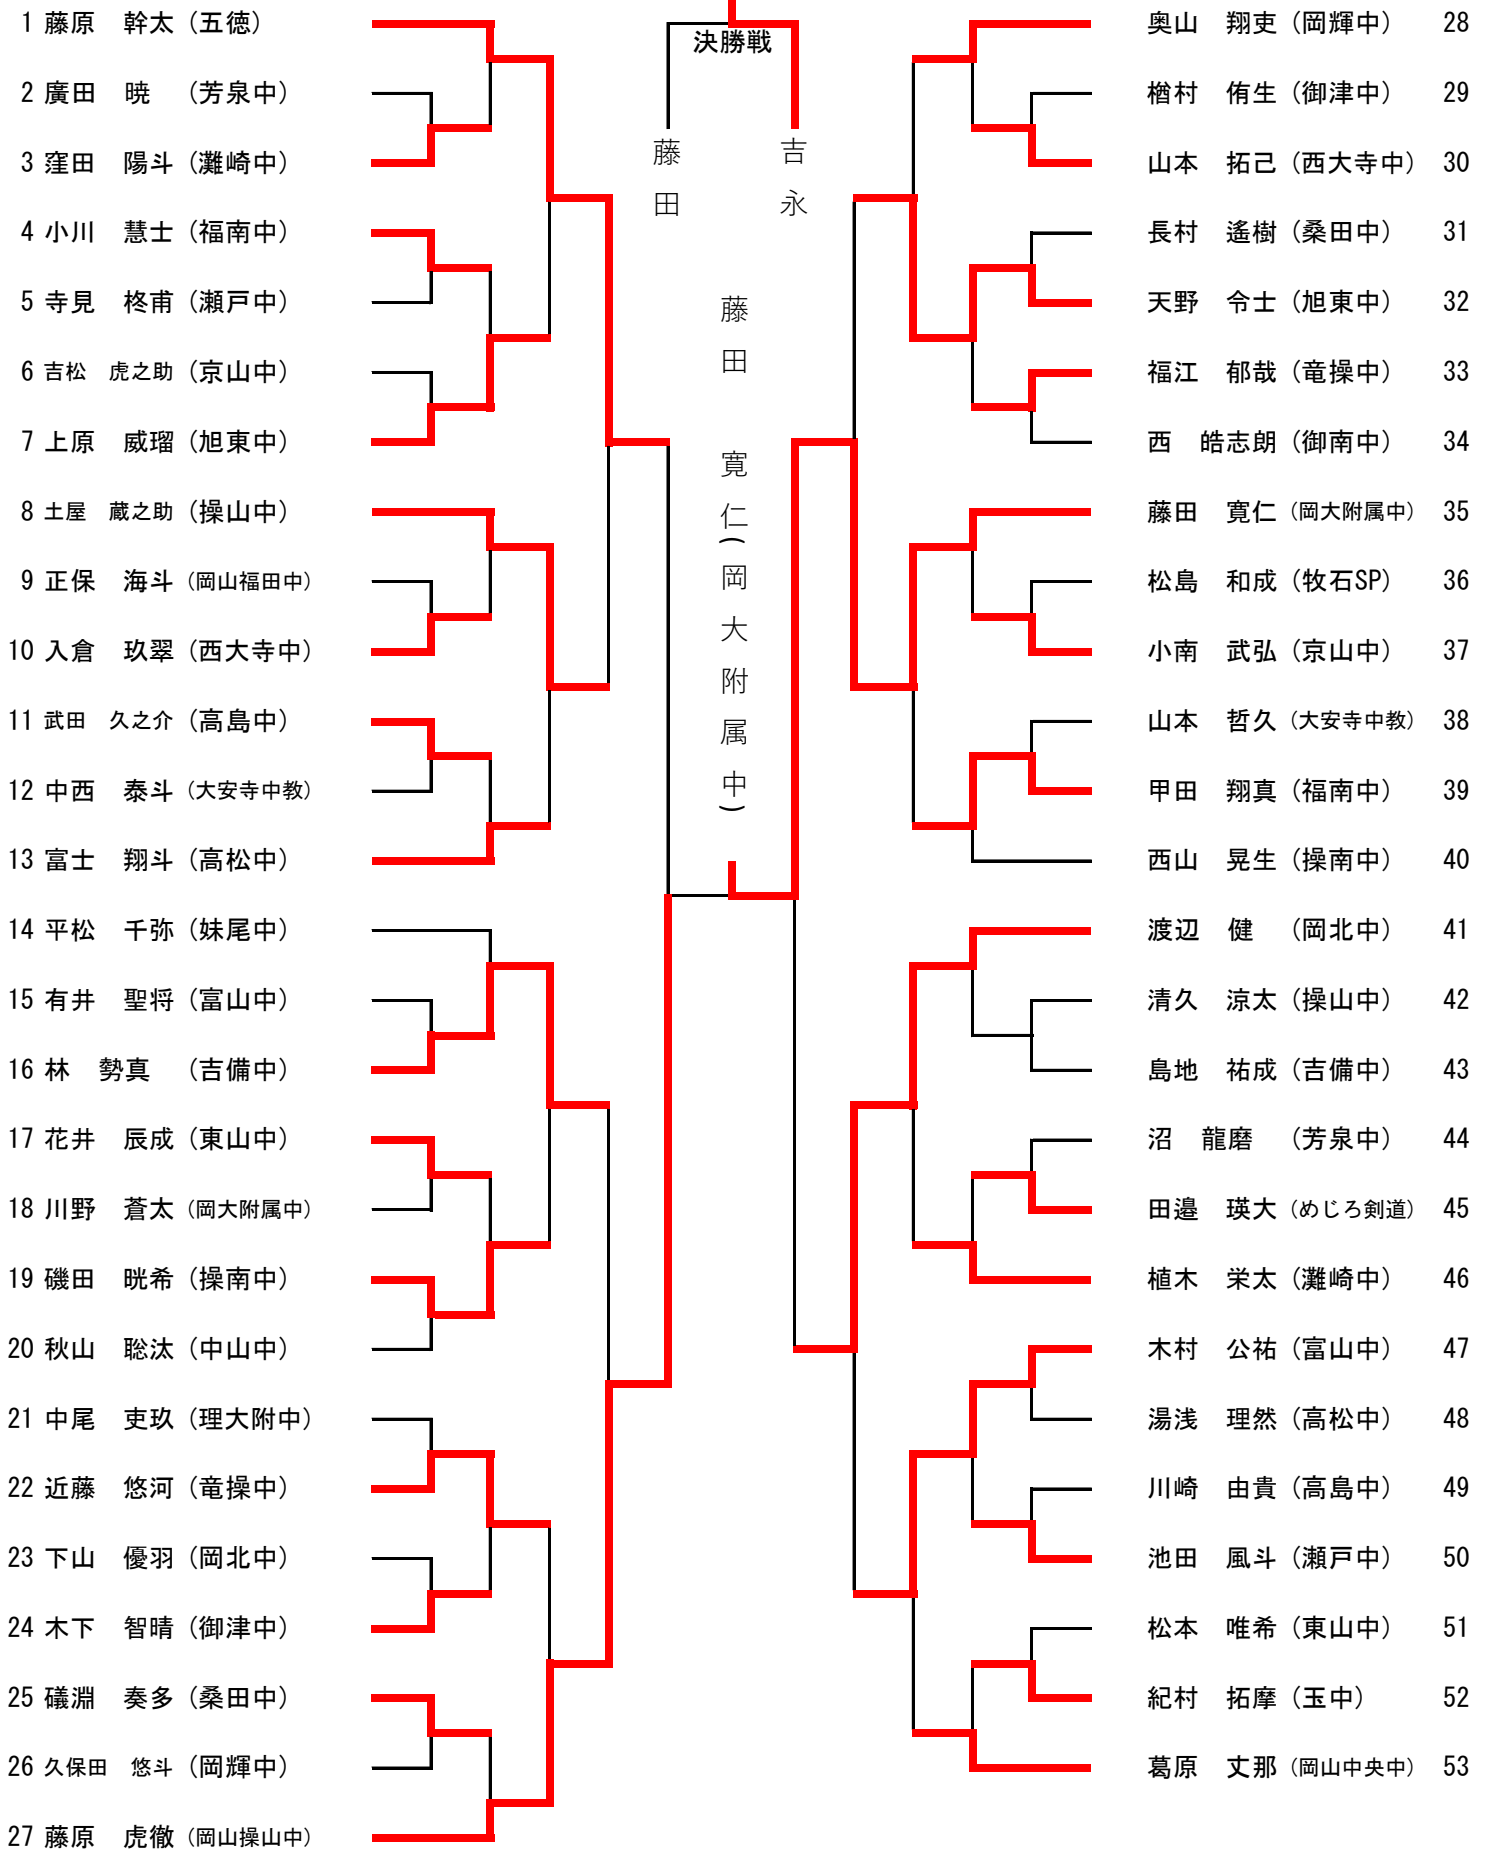 1 藤原　幹太（五徳）
2 廣田　暁　（芳泉中）
3 窪田　陽斗（灘崎中）
4 小川　慧士（福南中）
5 寺見　柊甫（瀬戸中）
6 吉松　虎之助（京山中）
7 上原　威瑠（旭東中）
8 土屋　蔵之助（操山中）
9 正保　海斗（岡山福田中）
10 入倉　玖翠（西大寺中）
11 武田　久之介（高島中）
12 中西　泰斗（大安寺中教）
13 富士　翔斗（高松中）
14 平松　千弥（妹尾中）
15 有井　聖将（富山中）
16 林　勢真　（吉備中）
17 花井　辰成（東山中）
18 川野　蒼太（岡大附属中）
19 磯田　晄希（操南中）
20 秋山　聡汰（中山中）
21 中尾　吏玖（理大附中）
22 近藤　悠河（竜操中）
23 下山　優羽（岡北中）
24 木下　智晴（御津中）
25 礒淵　奏多（桑田中）
26 久保田　悠斗（岡輝中）
27 藤原　虎徹（岡山操山中）
決勝戦
藤田
吉永
藤田　寛仁(岡大附属中)
奥山　翔吏（岡輝中） 28
楢村　侑生（御津中） 29
山本　拓己（西大寺中） 30
長村　遙樹（桑田中） 31
天野　令士（旭東中） 32
福江　郁哉（竜操中） 33
西　皓志朗（御南中） 34
藤田　寛仁（岡大附属中） 35
松島　和成（牧石SP） 36
小南　武弘（京山中） 37
山本　哲久（大安寺中教） 38
甲田　翔真（福南中） 39
西山　晃生（操南中） 40
渡辺　健　（岡北中） 41
清久　涼太（操山中） 42
島地　祐成（吉備中） 43
沼　龍磨　（芳泉中） 44
田邉　瑛大（めじろ剣道） 45
植木　栄太（灘崎中） 46
木村　公祐（富山中） 47
湯浅　理然（高松中） 48
川崎　由貴（高島中） 49
池田　風斗（瀬戸中） 50
松本　唯希（東山中） 51
紀村　拓摩（玉中） 52
葛原　丈那（岡山中央中） 53